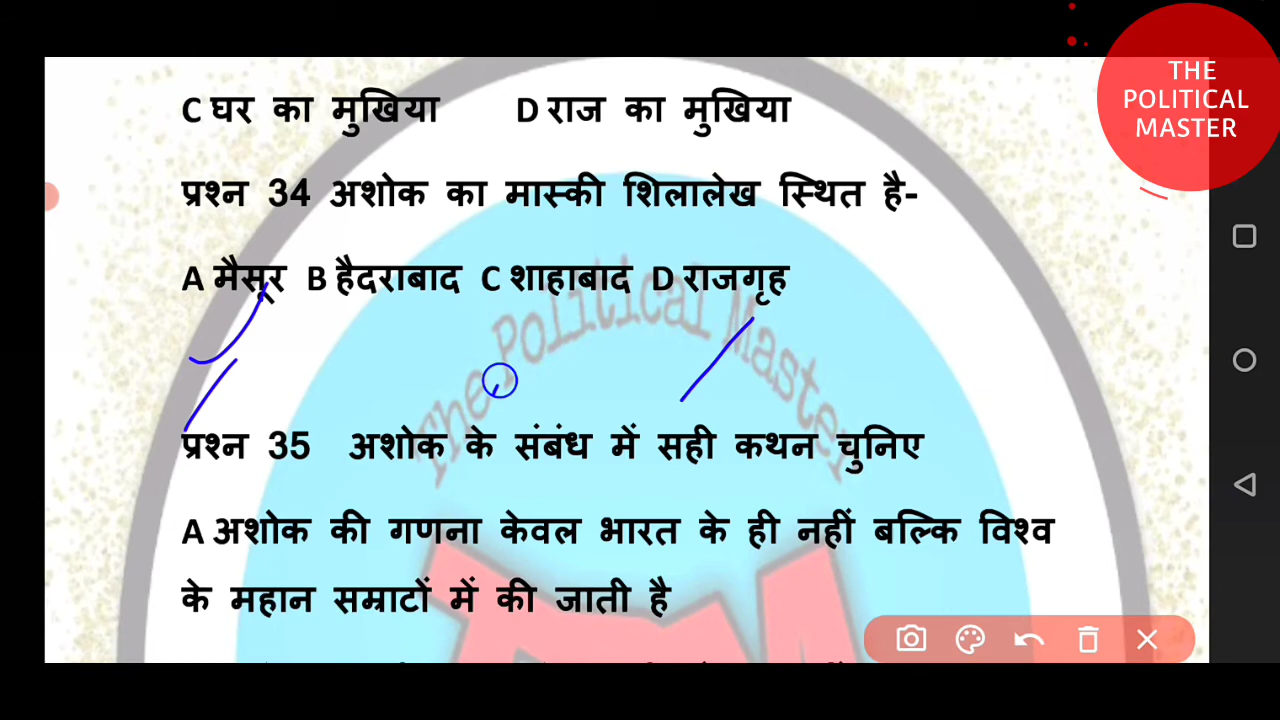 THE
POLITICAL
MASTER
C घर का मुखिया D राज का मुखिया
प्रश्न 34 अशोक का मास्की शिलालेख स्थित है-
A मैसूर B हैदराबाद C शाहाबाद D राजगृह
The Political Master
प्रश्न 35 अशोक के संबंध में सही कथन चुनिए
A अशोक की गणना केवल भारत के ही नहीं बल्कि विश्व
के महान सम्राटों में की जाती है